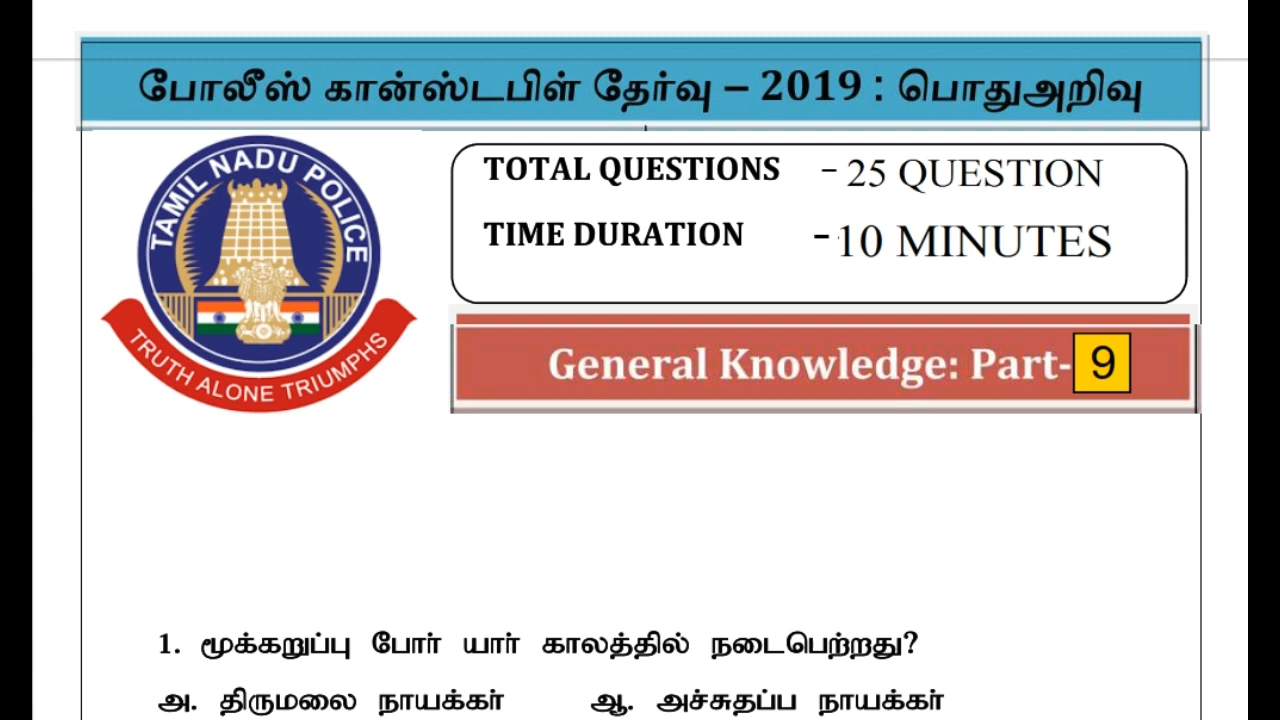 போலீஸ் கான்ஸ்டபிள் தேர்வு – 2019 : பொதுஅறிவு
TAMIL NADU POLICE
TRUTH ALONE TRIUMPHS
TOTAL QUESTIONS - 25 QUESTION
TIME DURATION - 10 MINUTES
General Knowledge: Part-9
1. மூக்கறுப்பு போர் யார் காலத்தில் நடைபெற்றது?
அ. திருமலை நாயக்கர் ஆ. அச்சுதப்ப நாயக்கர்